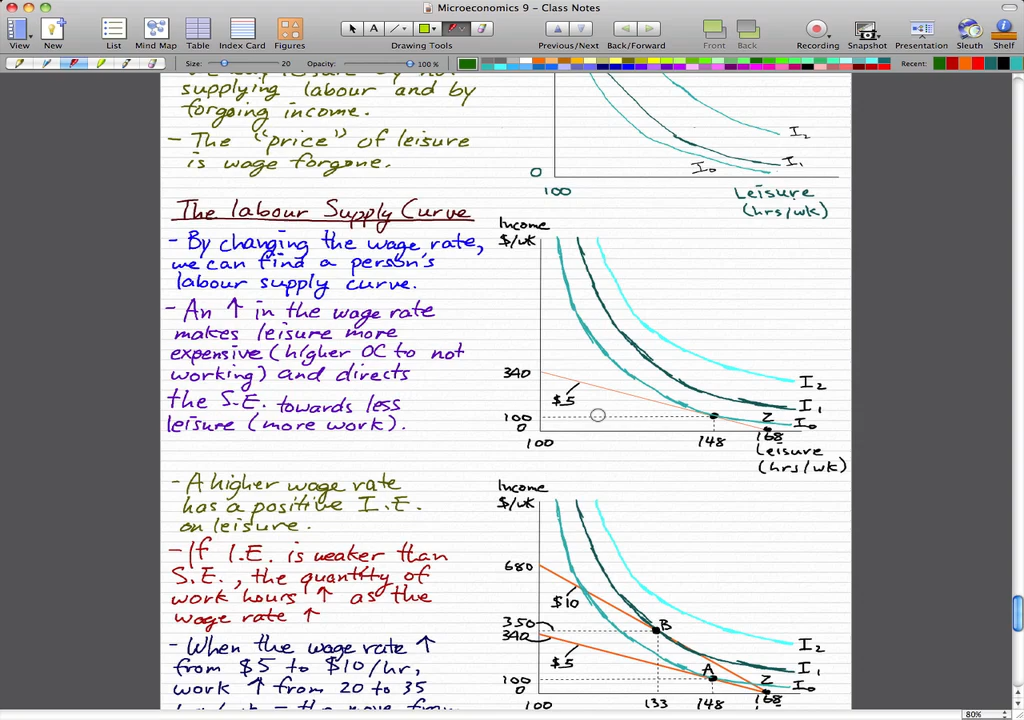 Microeconomics 9 – Class Notes
View
New
List
Mind Map
Table
Index Card
Figures
Drawing Tools
Previous/Next
Back/Forward
Front
Back
Recording
Snapshot
Presentation
Sleuth
Shelf
Size:
20
Opacity:
100 %
Recent:
supplying labour and by
forgoing income.
- The "price" of leisure
is wage forgone.
I2
I1
I0
0
100
Leisure
(hrs/wk)
The Labour Supply Curve
- By changing the wage rate,
we can find a person's
labour supply curve.
- An ↑ in the wage rate
makes leisure more
expensive (higher OC to not
working) and directs
the S.E. towards less
leisure (more work).
Income
$/wk
340
$5
100
0
100
148
Z
168
I2
I1
I0
Leisure
(hrs/wk)
- A higher wage rate
has a positive I.E.
on leisure.
- If I.E. is weaker than
S.E., the quantity of
work hours ↑ as the
wage rate ↑
- When the wage rate ↑
from $5 to $10/hr,
work ↑ from 20 to 35
Income
$/wk
680
$10
350
340
$5
100
0
100
B
A
Z
133
148
168
I2
I1
I0
80%